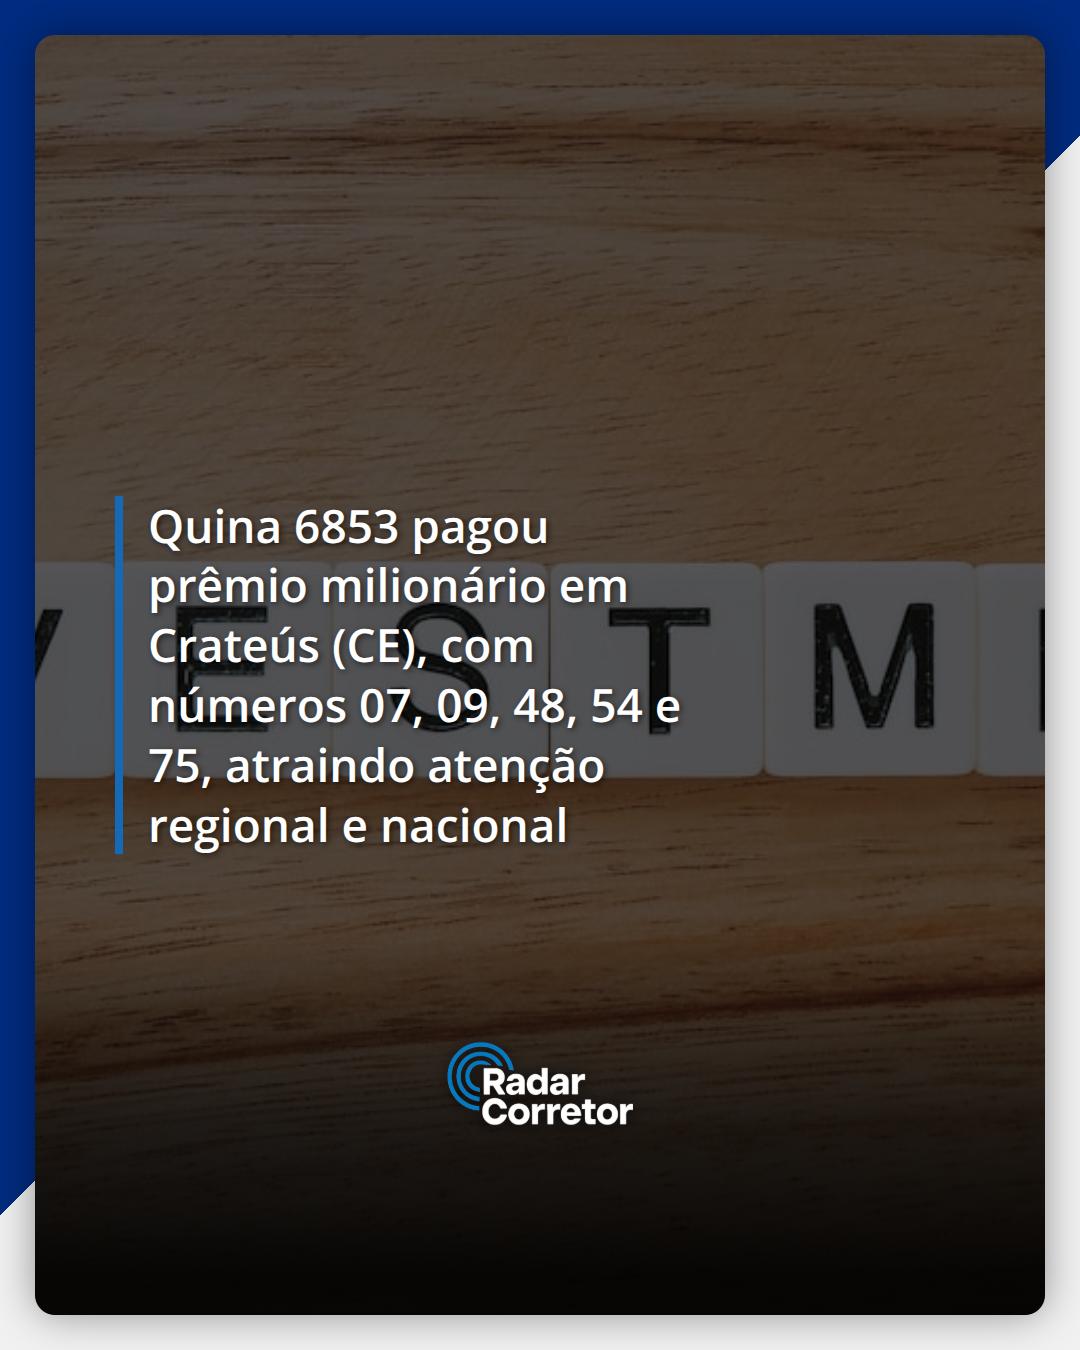 Quina 6853 pagou
prêmio milionário em
Crateús (CE), com
números 07, 09, 48, 54 e
75, atraindo atenção
regional e nacional
V E S T M
Radar
Corretor